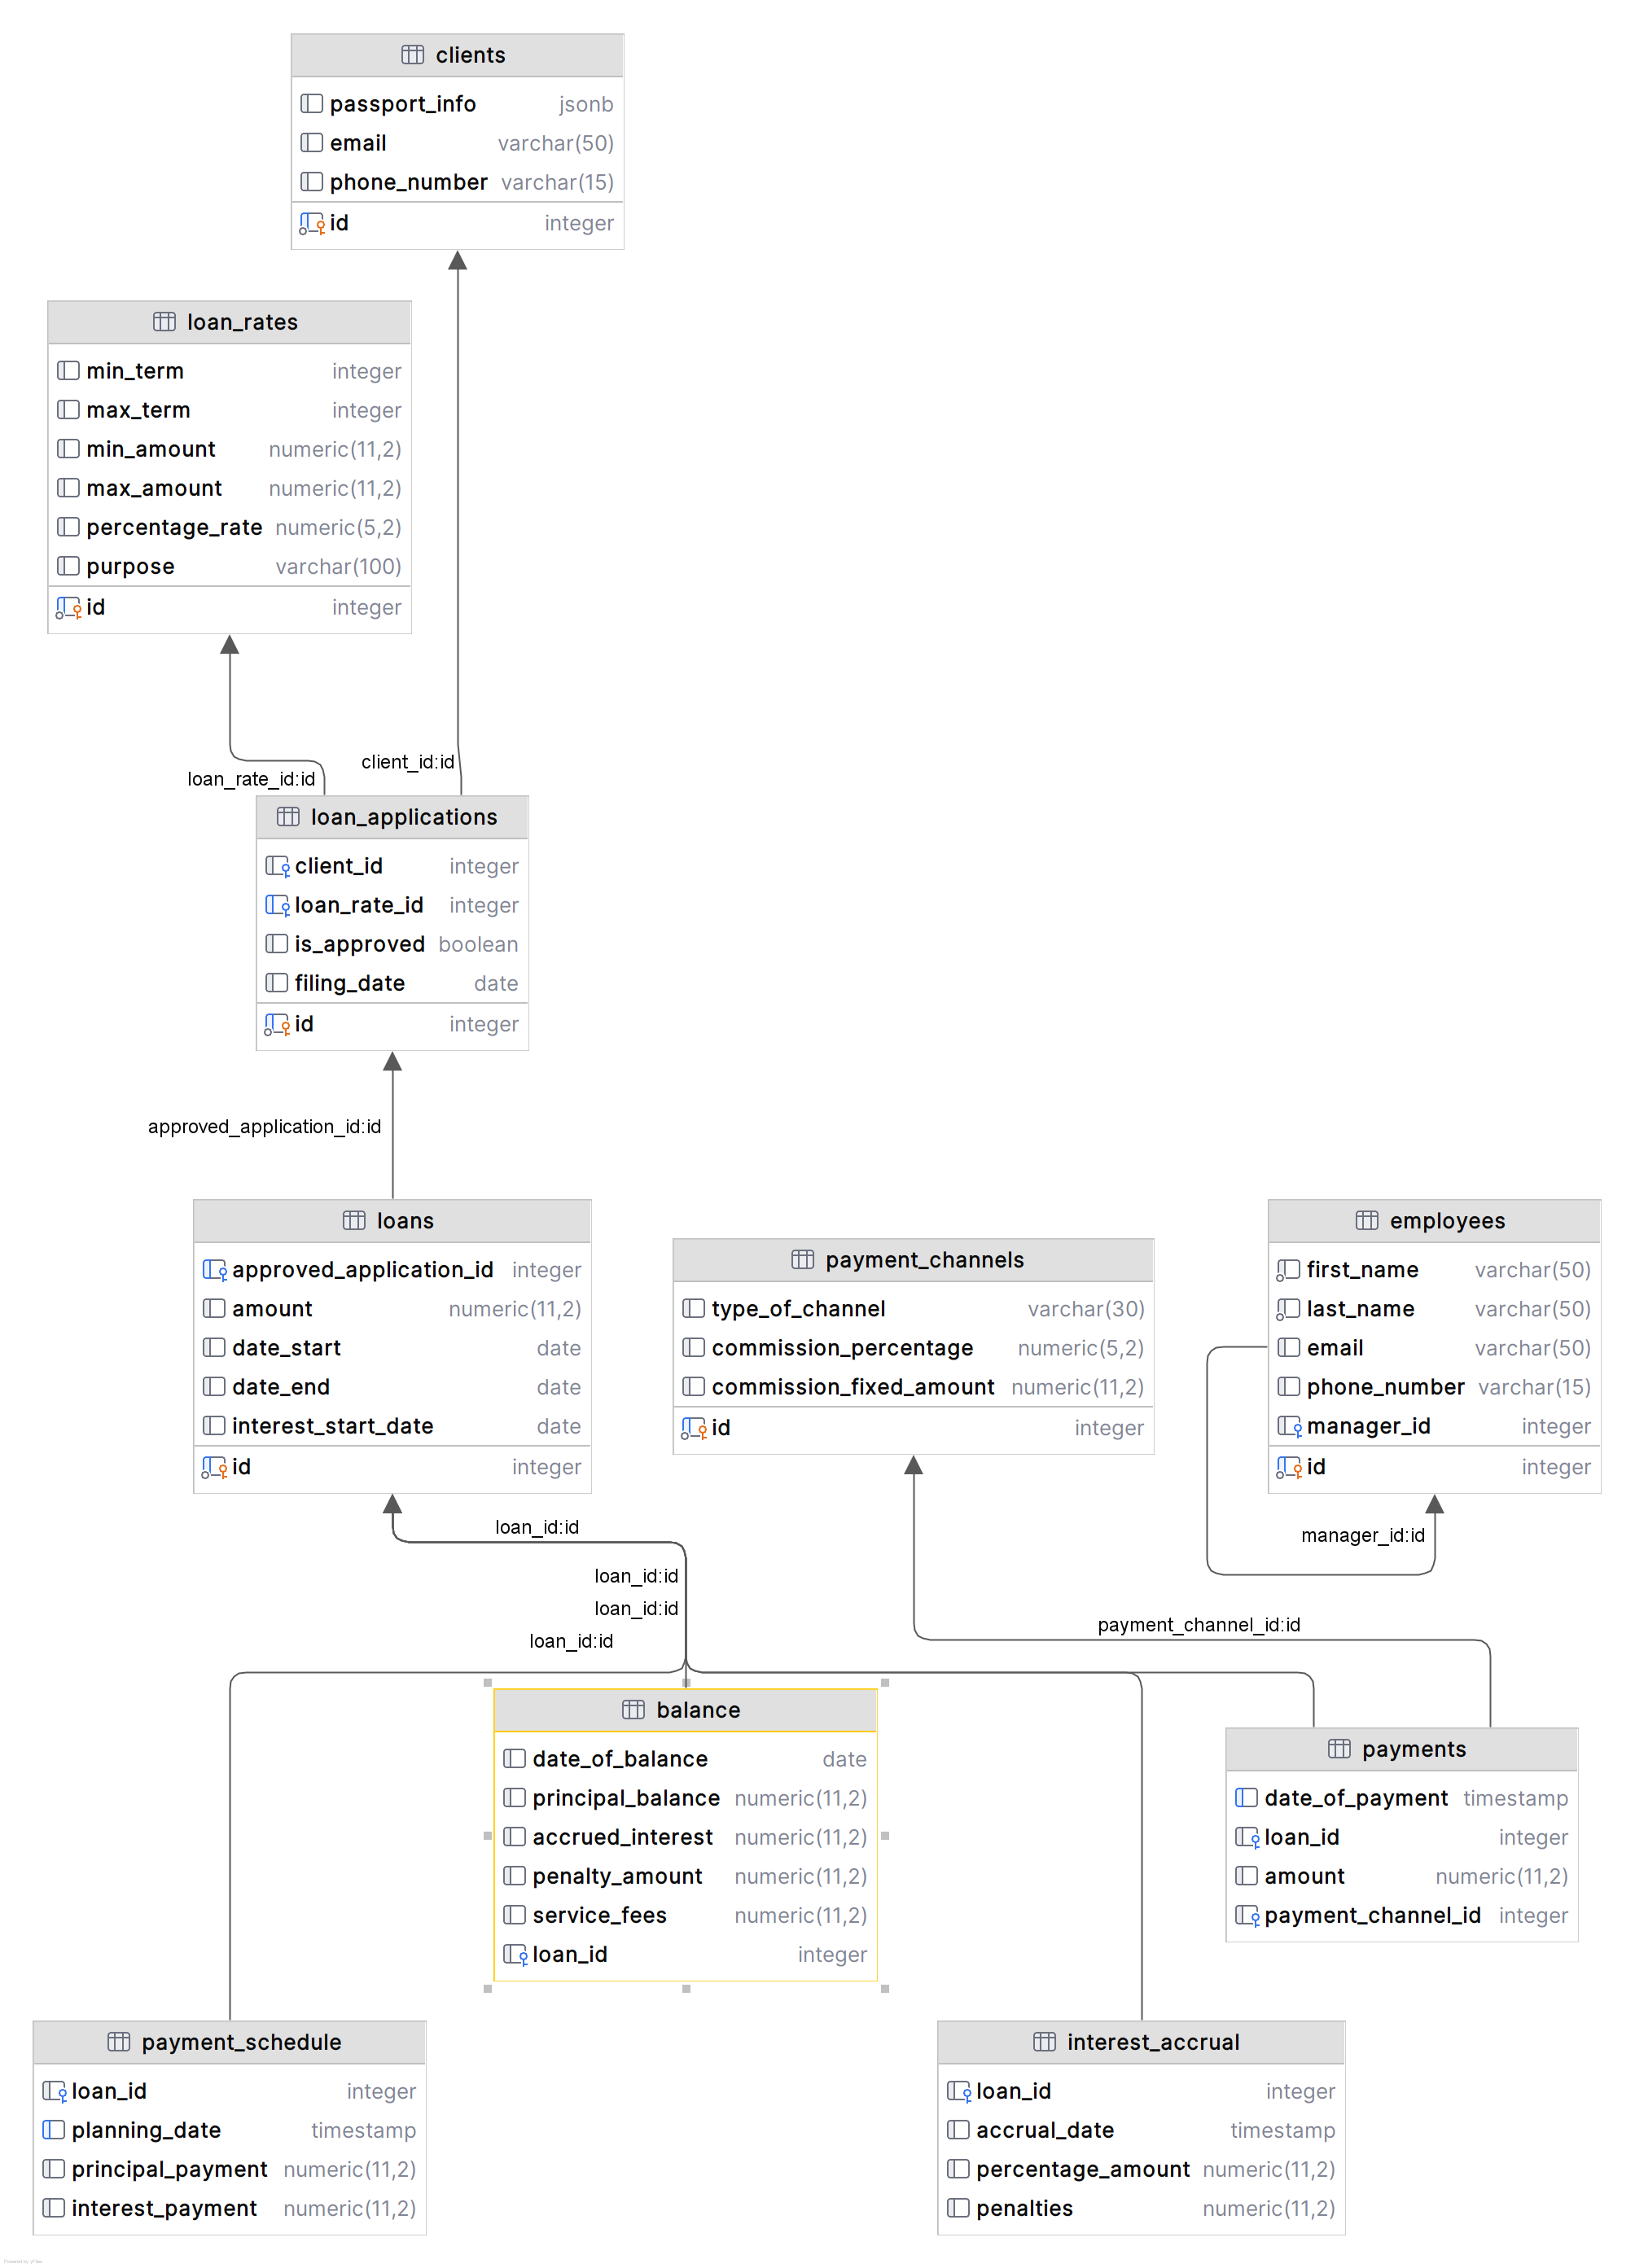 clients
passport_info jsonb
email varchar(50)
phone_number varchar(15)
id integer
loan_rates
min_term integer
max_term integer
min_amount numeric(11,2)
max_amount numeric(11,2)
percentage_rate numeric(5,2)
purpose varchar(100)
id integer
client_id:id
loan_rate_id:id
loan_applications
client_id integer
loan_rate_id integer
is_approved boolean
filing_date date
id integer
approved_application_id:id
loans
approved_application_id integer
amount numeric(11,2)
date_start date
date_end date
interest_start_date date
id integer
payment_channels
type_of_channel varchar(30)
commission_percentage numeric(5,2)
commission_fixed_amount numeric(11,2)
id integer
employees
first_name varchar(50)
last_name varchar(50)
email varchar(50)
phone_number varchar(15)
manager_id integer
id integer
manager_id:id
loan_id:id
loan_id:id
loan_id:id
loan_id:id
payment_channel_id:id
balance
date_of_balance date
principal_balance numeric(11,2)
accrued_interest numeric(11,2)
penalty_amount numeric(11,2)
service_fees numeric(11,2)
loan_id integer
payments
date_of_payment timestamp
loan_id integer
amount numeric(11,2)
payment_channel_id integer
payment_schedule
loan_id integer
planning_date timestamp
principal_payment numeric(11,2)
interest_payment numeric(11,2)
interest_accrual
loan_id integer
accrual_date timestamp
percentage_amount numeric(11,2)
penalties numeric(11,2)
Powered by yFiles